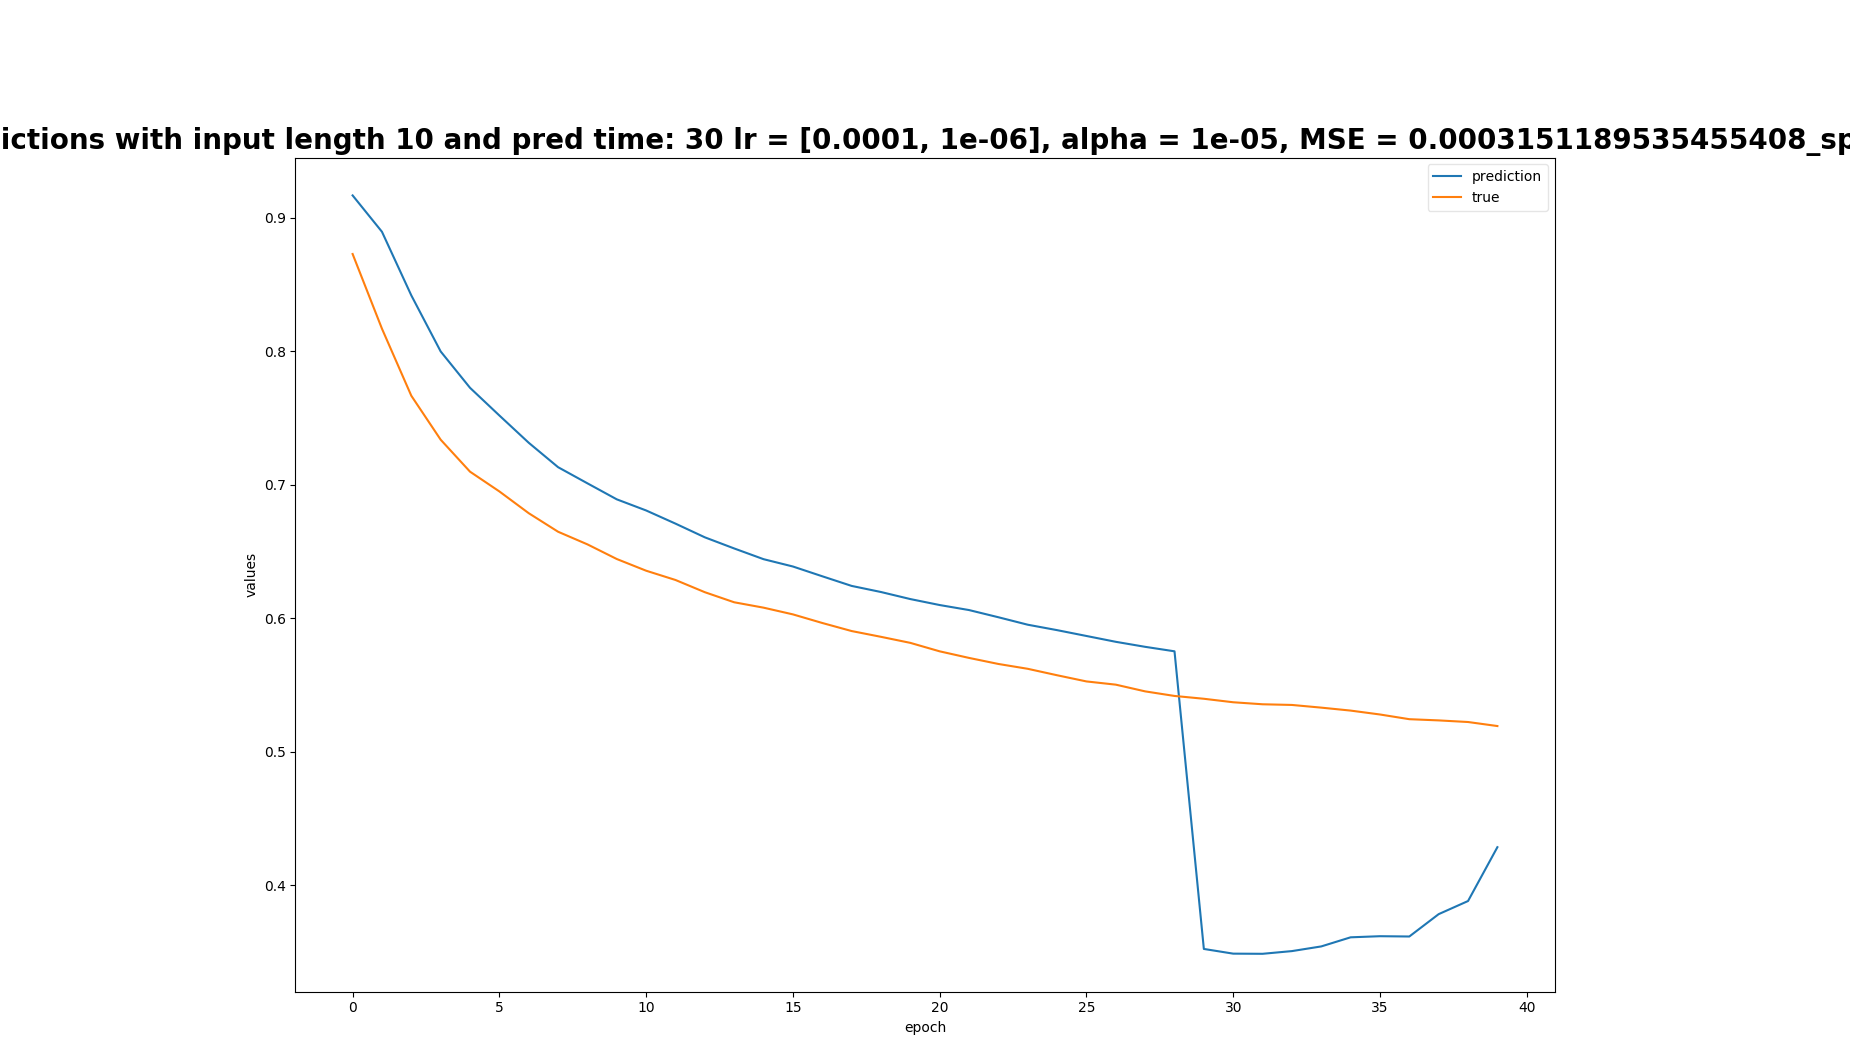 ictions with input length 10 and pred time: 30 lr = [0.0001, 1e-06], alpha = 1e-05, MSE = 0.0003151189535455408_sp
prediction
true
0.9
0.8
0.7
0.6
0.5
0.4
values
0 5 10 15 20 25 30 35 40
epoch